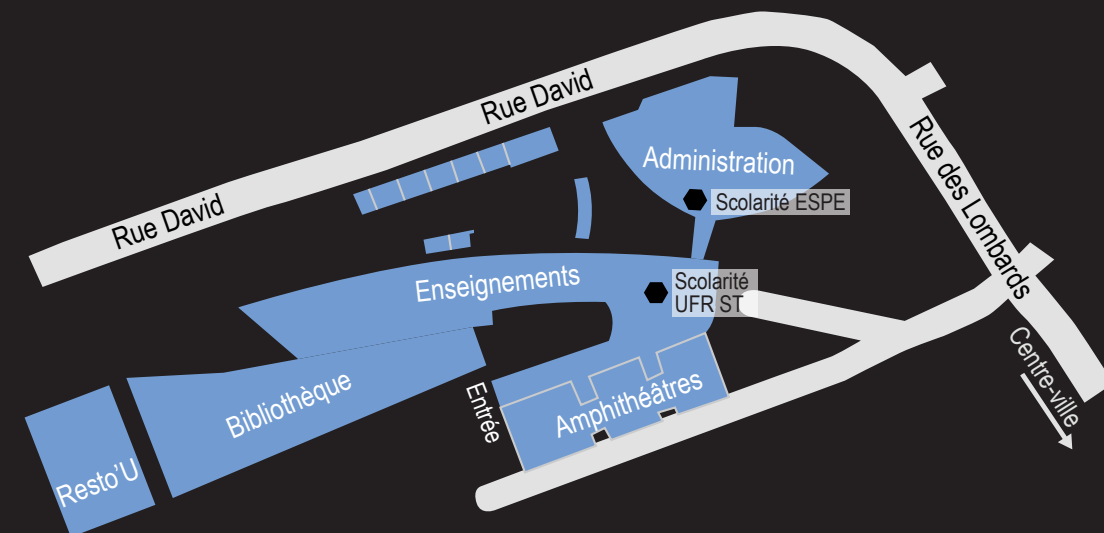 Rue David
Rue David
Rue des Lombards
Administration
Scolarité ESPE
Enseignements
Scolarité
UFR ST
Centre-ville
Bibliothèque
Entrée
Amphithéâtres
Resto'U